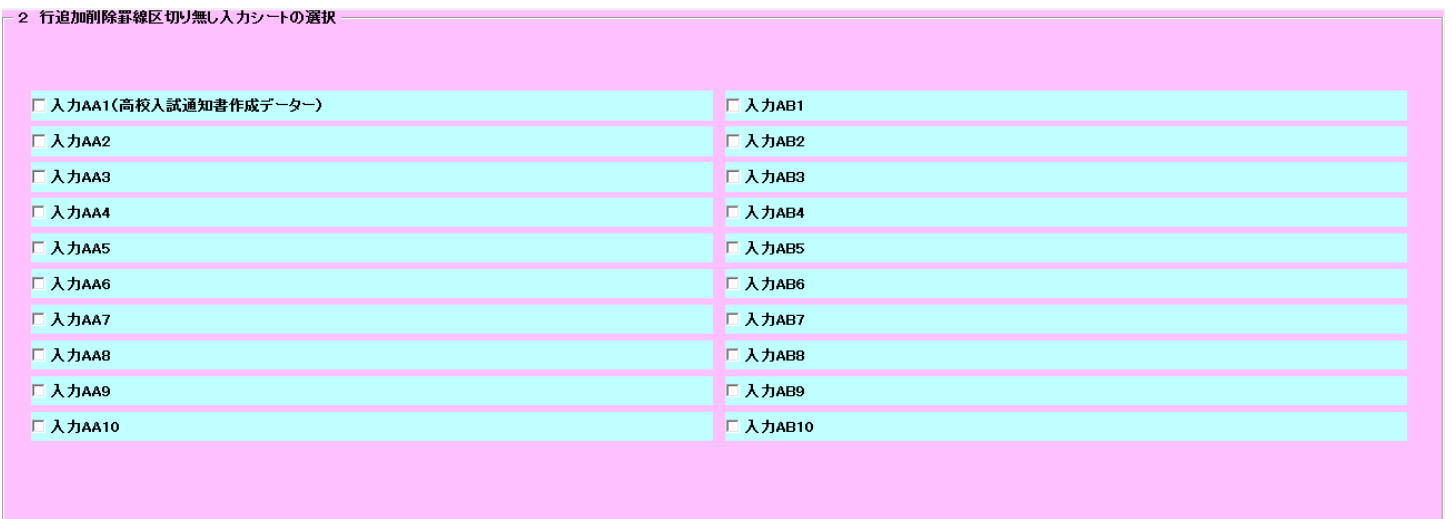 2 行追加削除罫線区切り無し入力シートの選択
入力AA1(高校入試通知書作成データー)
入力AA2
入力AA3
入力AA4
入力AA5
入力AA6
入力AA7
入力AA8
入力AA9
入力AA10
入力AB1
入力AB2
入力AB3
入力AB4
入力AB5
入力AB6
入力AB7
入力AB8
入力AB9
入力AB10